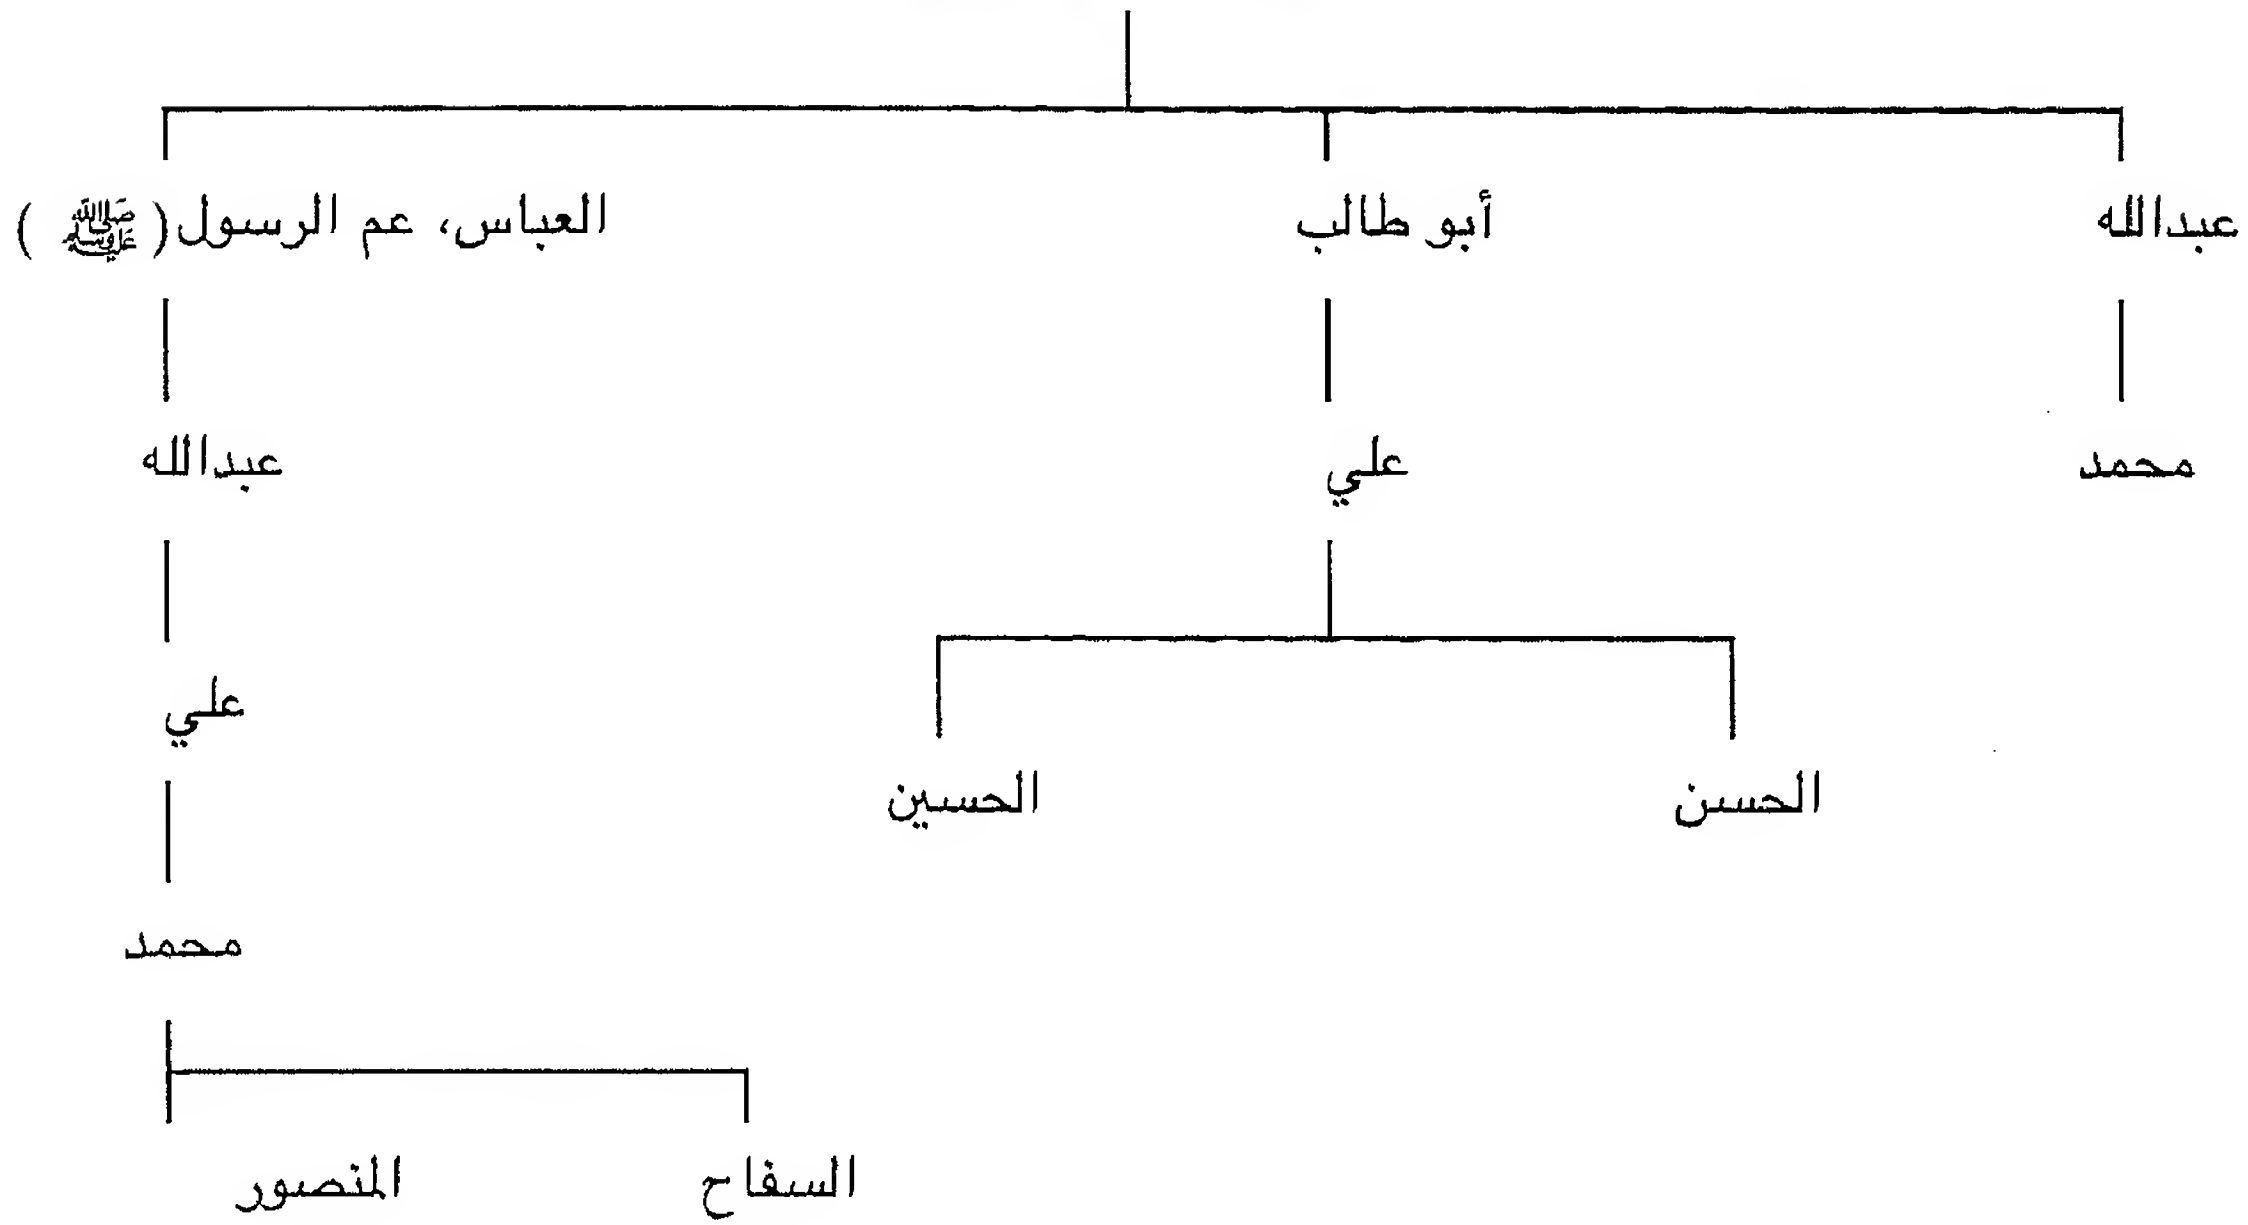 عبدالله أبو طالب العباس، عم الرسول (ﷺ)
محمد علي عبدالله
علي
الحسن الحسين
محمد
السفاح المنصور